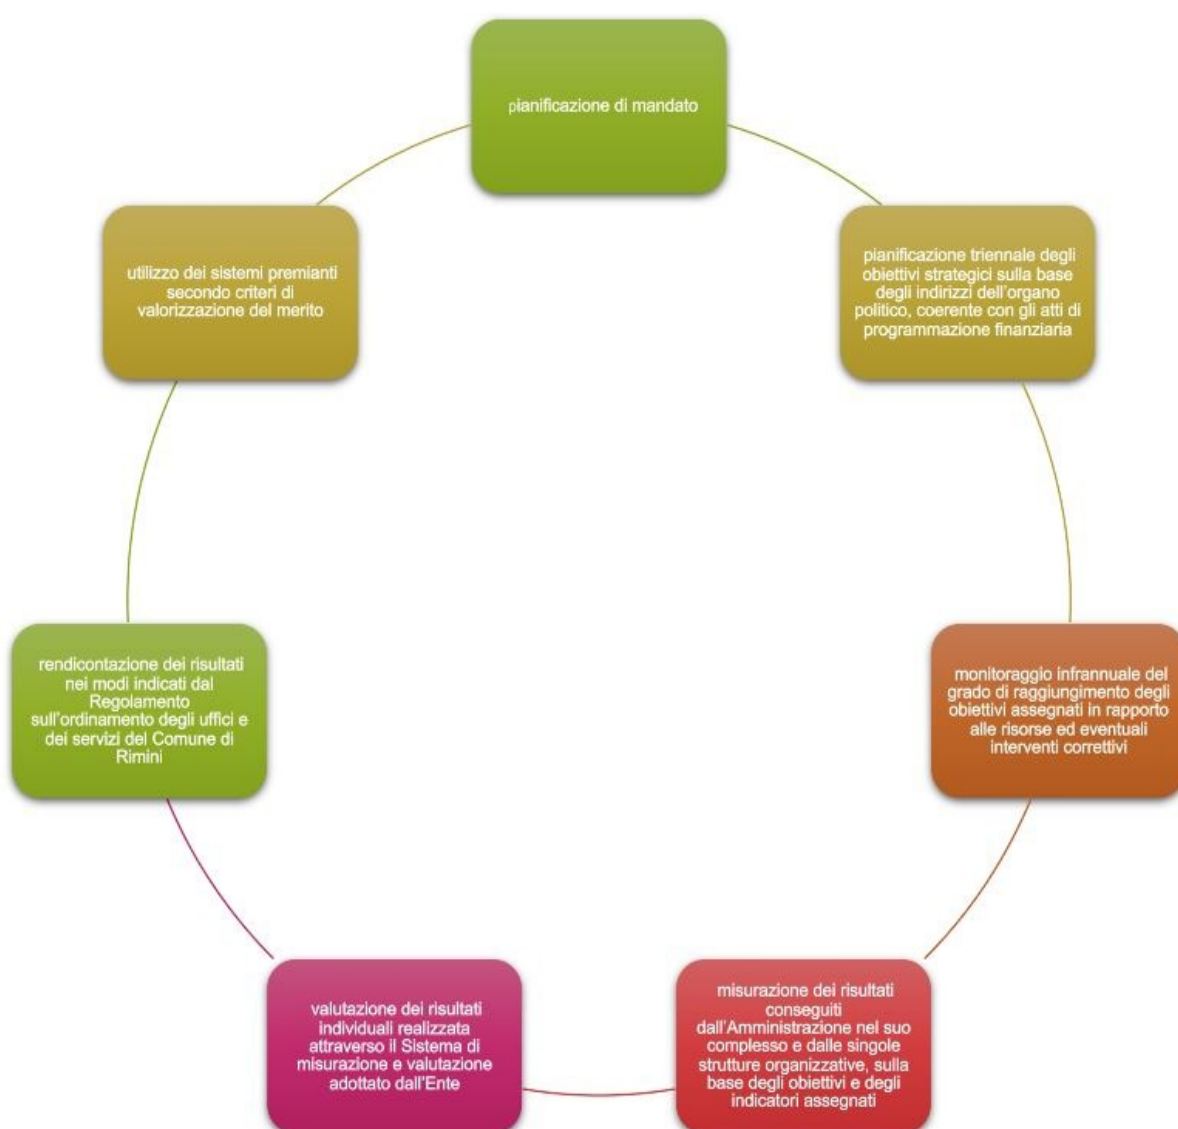 pianificazione di mandato
pianificazione triennale degli
obiettivi strategici sulla base
degli indirizzi dell'organo
politico, coerente con gli atti di
programmazione finanziaria
monitoraggio infrannuale del
grado di raggiungimento degli
obiettivi assegnati in rapporto
alle risorse ed eventuali
interventi correttivi
misurazione dei risultati
conseguiti
dall'Amministrazione nel suo
complesso e dalle singole
strutture organizzative, sulla
base degli obiettivi e degli
indicatori assegnati
valutazione dei risultati
individuali realizzata
attraverso il Sistema di
misurazione e valutazione
adottato dall'Ente
rendicontazione dei risultati
nei modi indicati dal
Regolamento
sull'ordinamento degli uffici e
dei servizi del Comune di
Rimini
utilizzo dei sistemi premianti
secondo criteri di
valorizzazione del merito